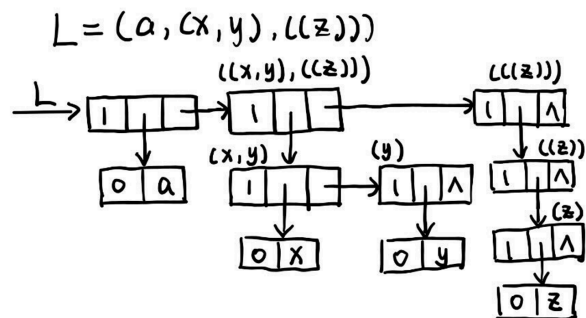 L = (a, (x, y), ((z)))
((x, y), ((z))) (((z)))
L 1 1 1 ∧
(x, y) (y) ((z))
0 a 1 1 ∧ 1 ∧
(z)
0 x 0 y 1 ∧
0 z